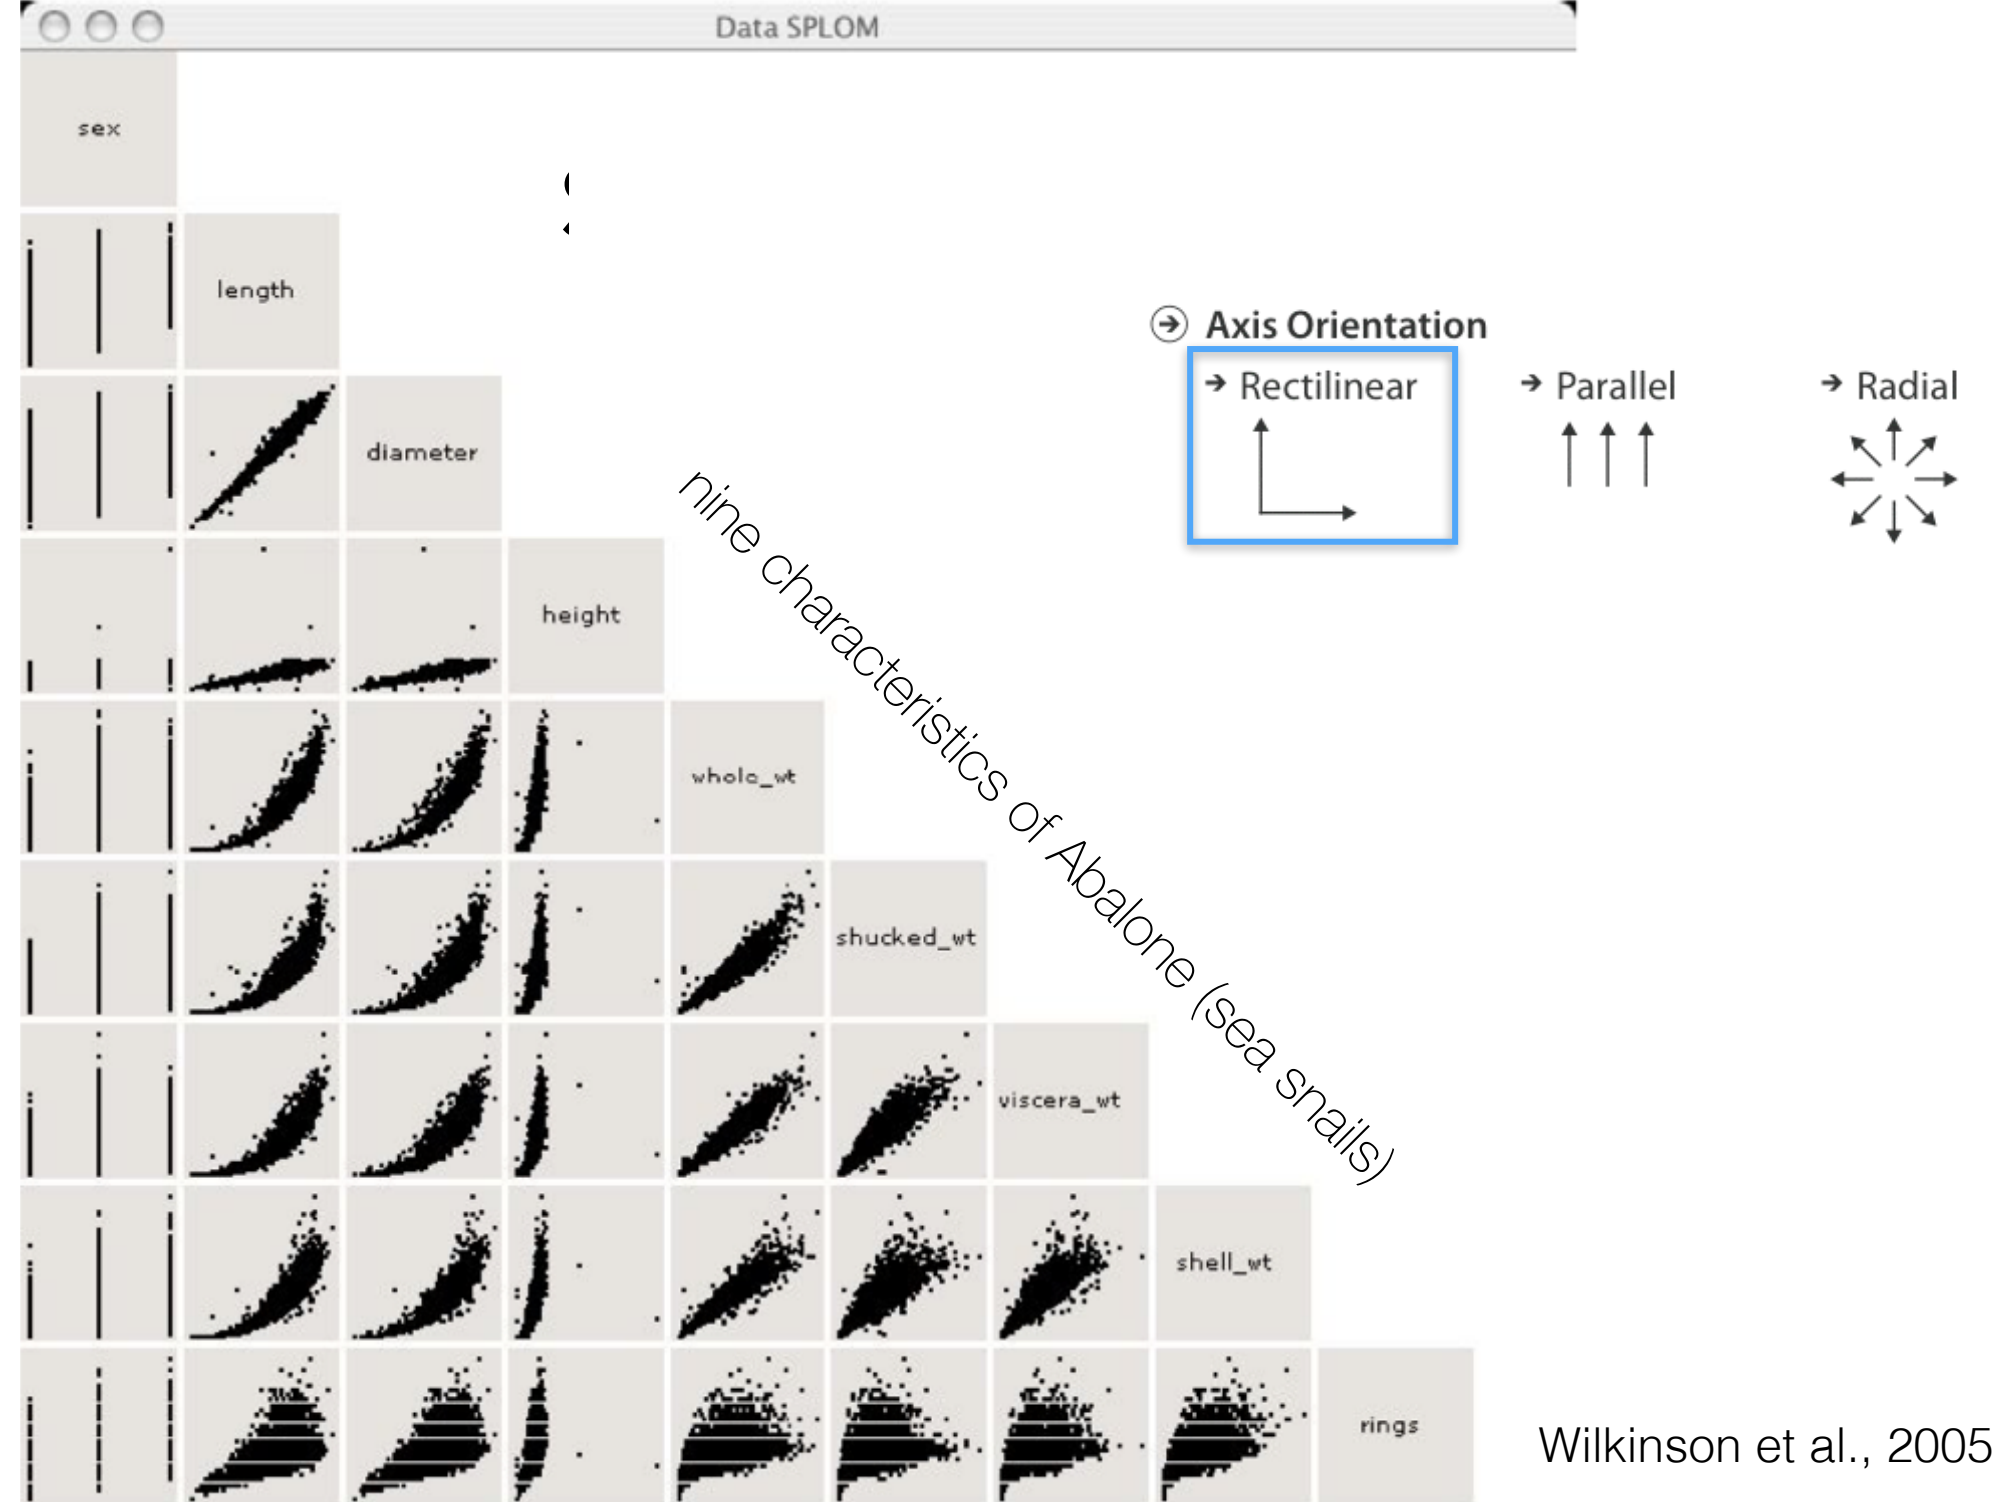 Data SPLOM
sex
length
Axis Orientation
Rectilinear
Parallel
Radial
diameter
nine characteristics of Abalone (sea snails)
height
whole_wt
shucked_wt
viscera_wt
shell_wt
rings
Wilkinson et al., 2005